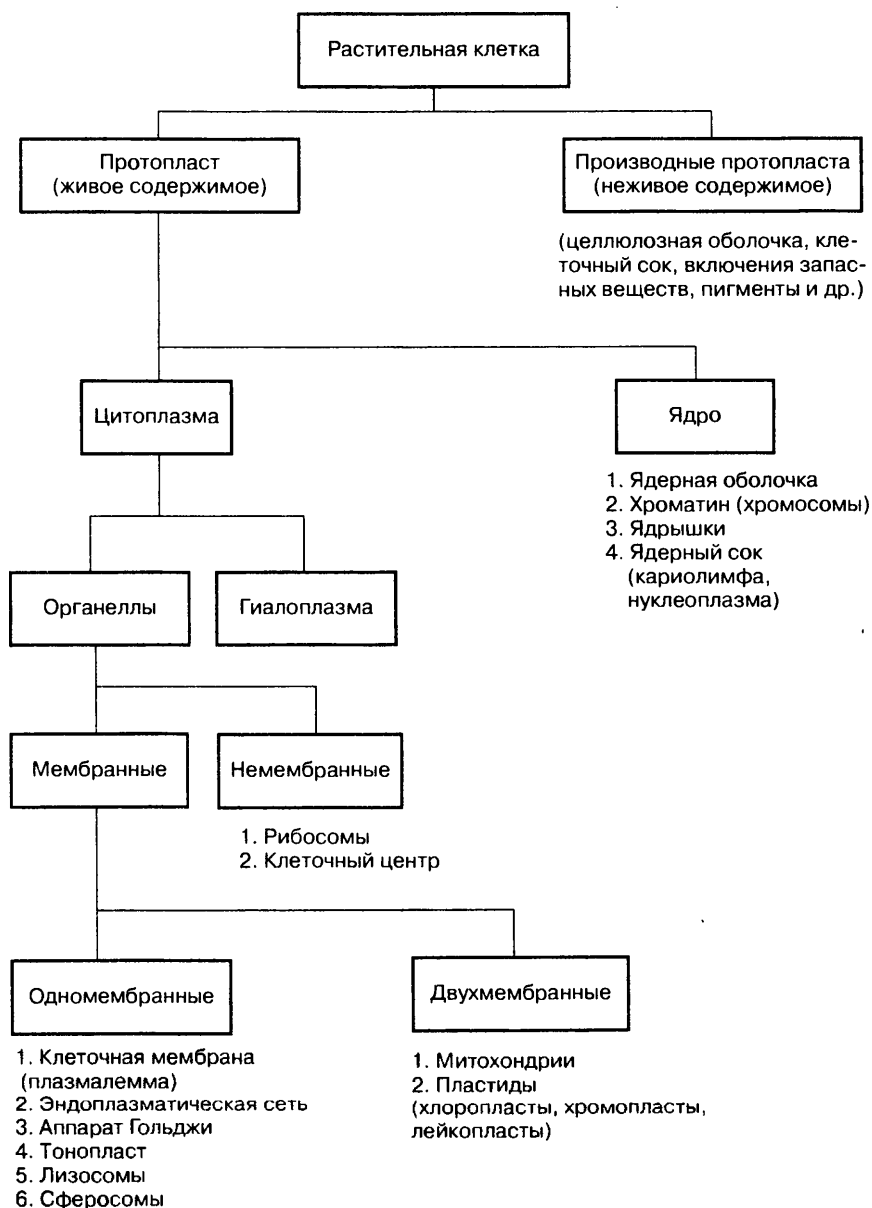 Растительная клетка
Протопласт
(живое содержимое)
Производные протопласта
(неживое содержимое)
(целлюлозная оболочка, кле-
точный сок, включения запас-
ных веществ, пигменты и др.)
Цитоплазма
Ядро
1. Ядерная оболочка
2. Хроматин (хромосомы)
3. Ядрышки
4. Ядерный сок
(кариолимфа,
нуклеоплазма)
Органеллы
Гиалоплазма
Мембранные
Немембранные
1. Рибосомы
2. Клеточный центр
Одномембранные
1. Клеточная мембрана
(плазмалемма)
2. Эндоплазматическая сеть
3. Аппарат Гольджи
4. Тонопласт
5. Лизосомы
6. Сферосомы
Двухмембранные
1. Митохондрии
2. Пластиды
(хлоропласты, хромопласты,
лейкопласты)